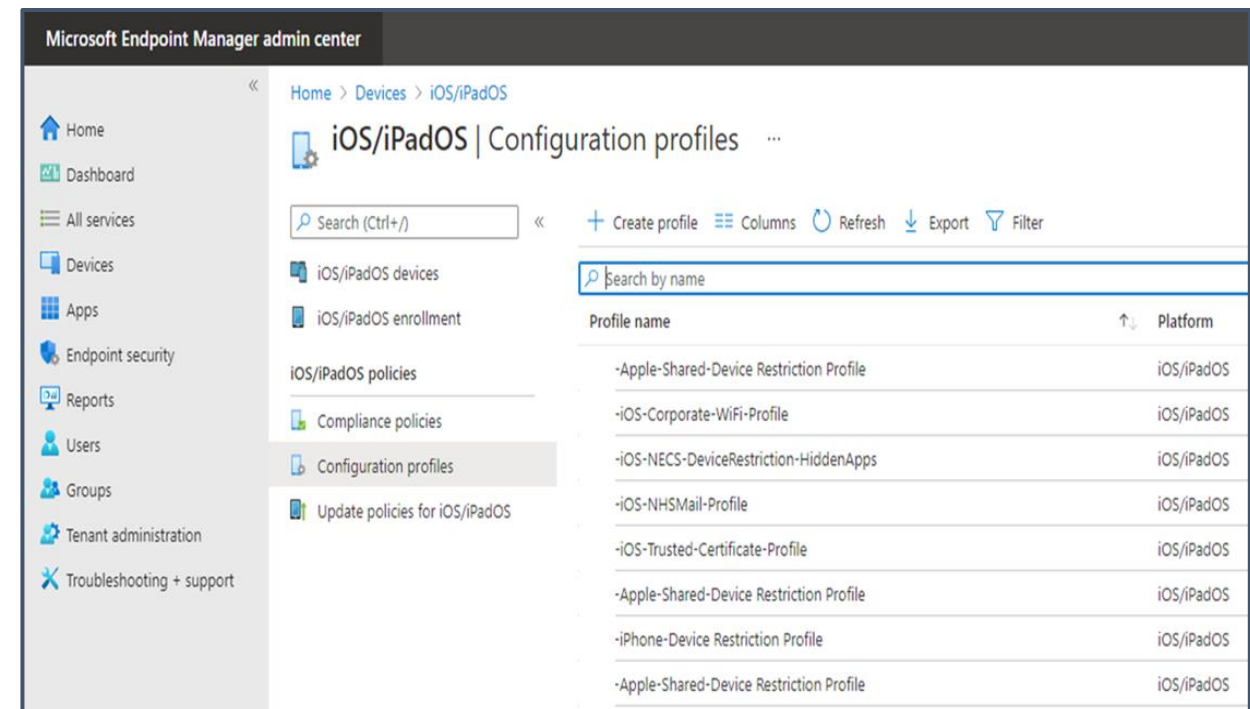 Microsoft Endpoint Manager admin center
«
Home > Devices > iOS/iPadOS
iOS/iPadOS | Configuration profiles ...
Home
Dashboard
All services
Devices
Apps
Endpoint security
Reports
Users
Groups
Tenant administration
Troubleshooting + support
Search (Ctrl+/)
«
iOS/iPadOS devices
iOS/iPadOS enrollment
iOS/iPadOS policies
Compliance policies
Configuration profiles
Update policies for iOS/iPadOS
+ Create profile Columns Refresh Export Filter
Search by name
Profile name ↑↓ Platform
-Apple-Shared-Device Restriction Profile iOS/iPadOS
-iOS-Corporate-WiFi-Profile iOS/iPadOS
-iOS-NECS-DeviceRestriction-HiddenApps iOS/iPadOS
-iOS-NHSMail-Profile iOS/iPadOS
-iOS-Trusted-Certificate-Profile iOS/iPadOS
-Apple-Shared-Device Restriction Profile iOS/iPadOS
-iPhone-Device Restriction Profile iOS/iPadOS
-Apple-Shared-Device Restriction Profile iOS/iPadOS